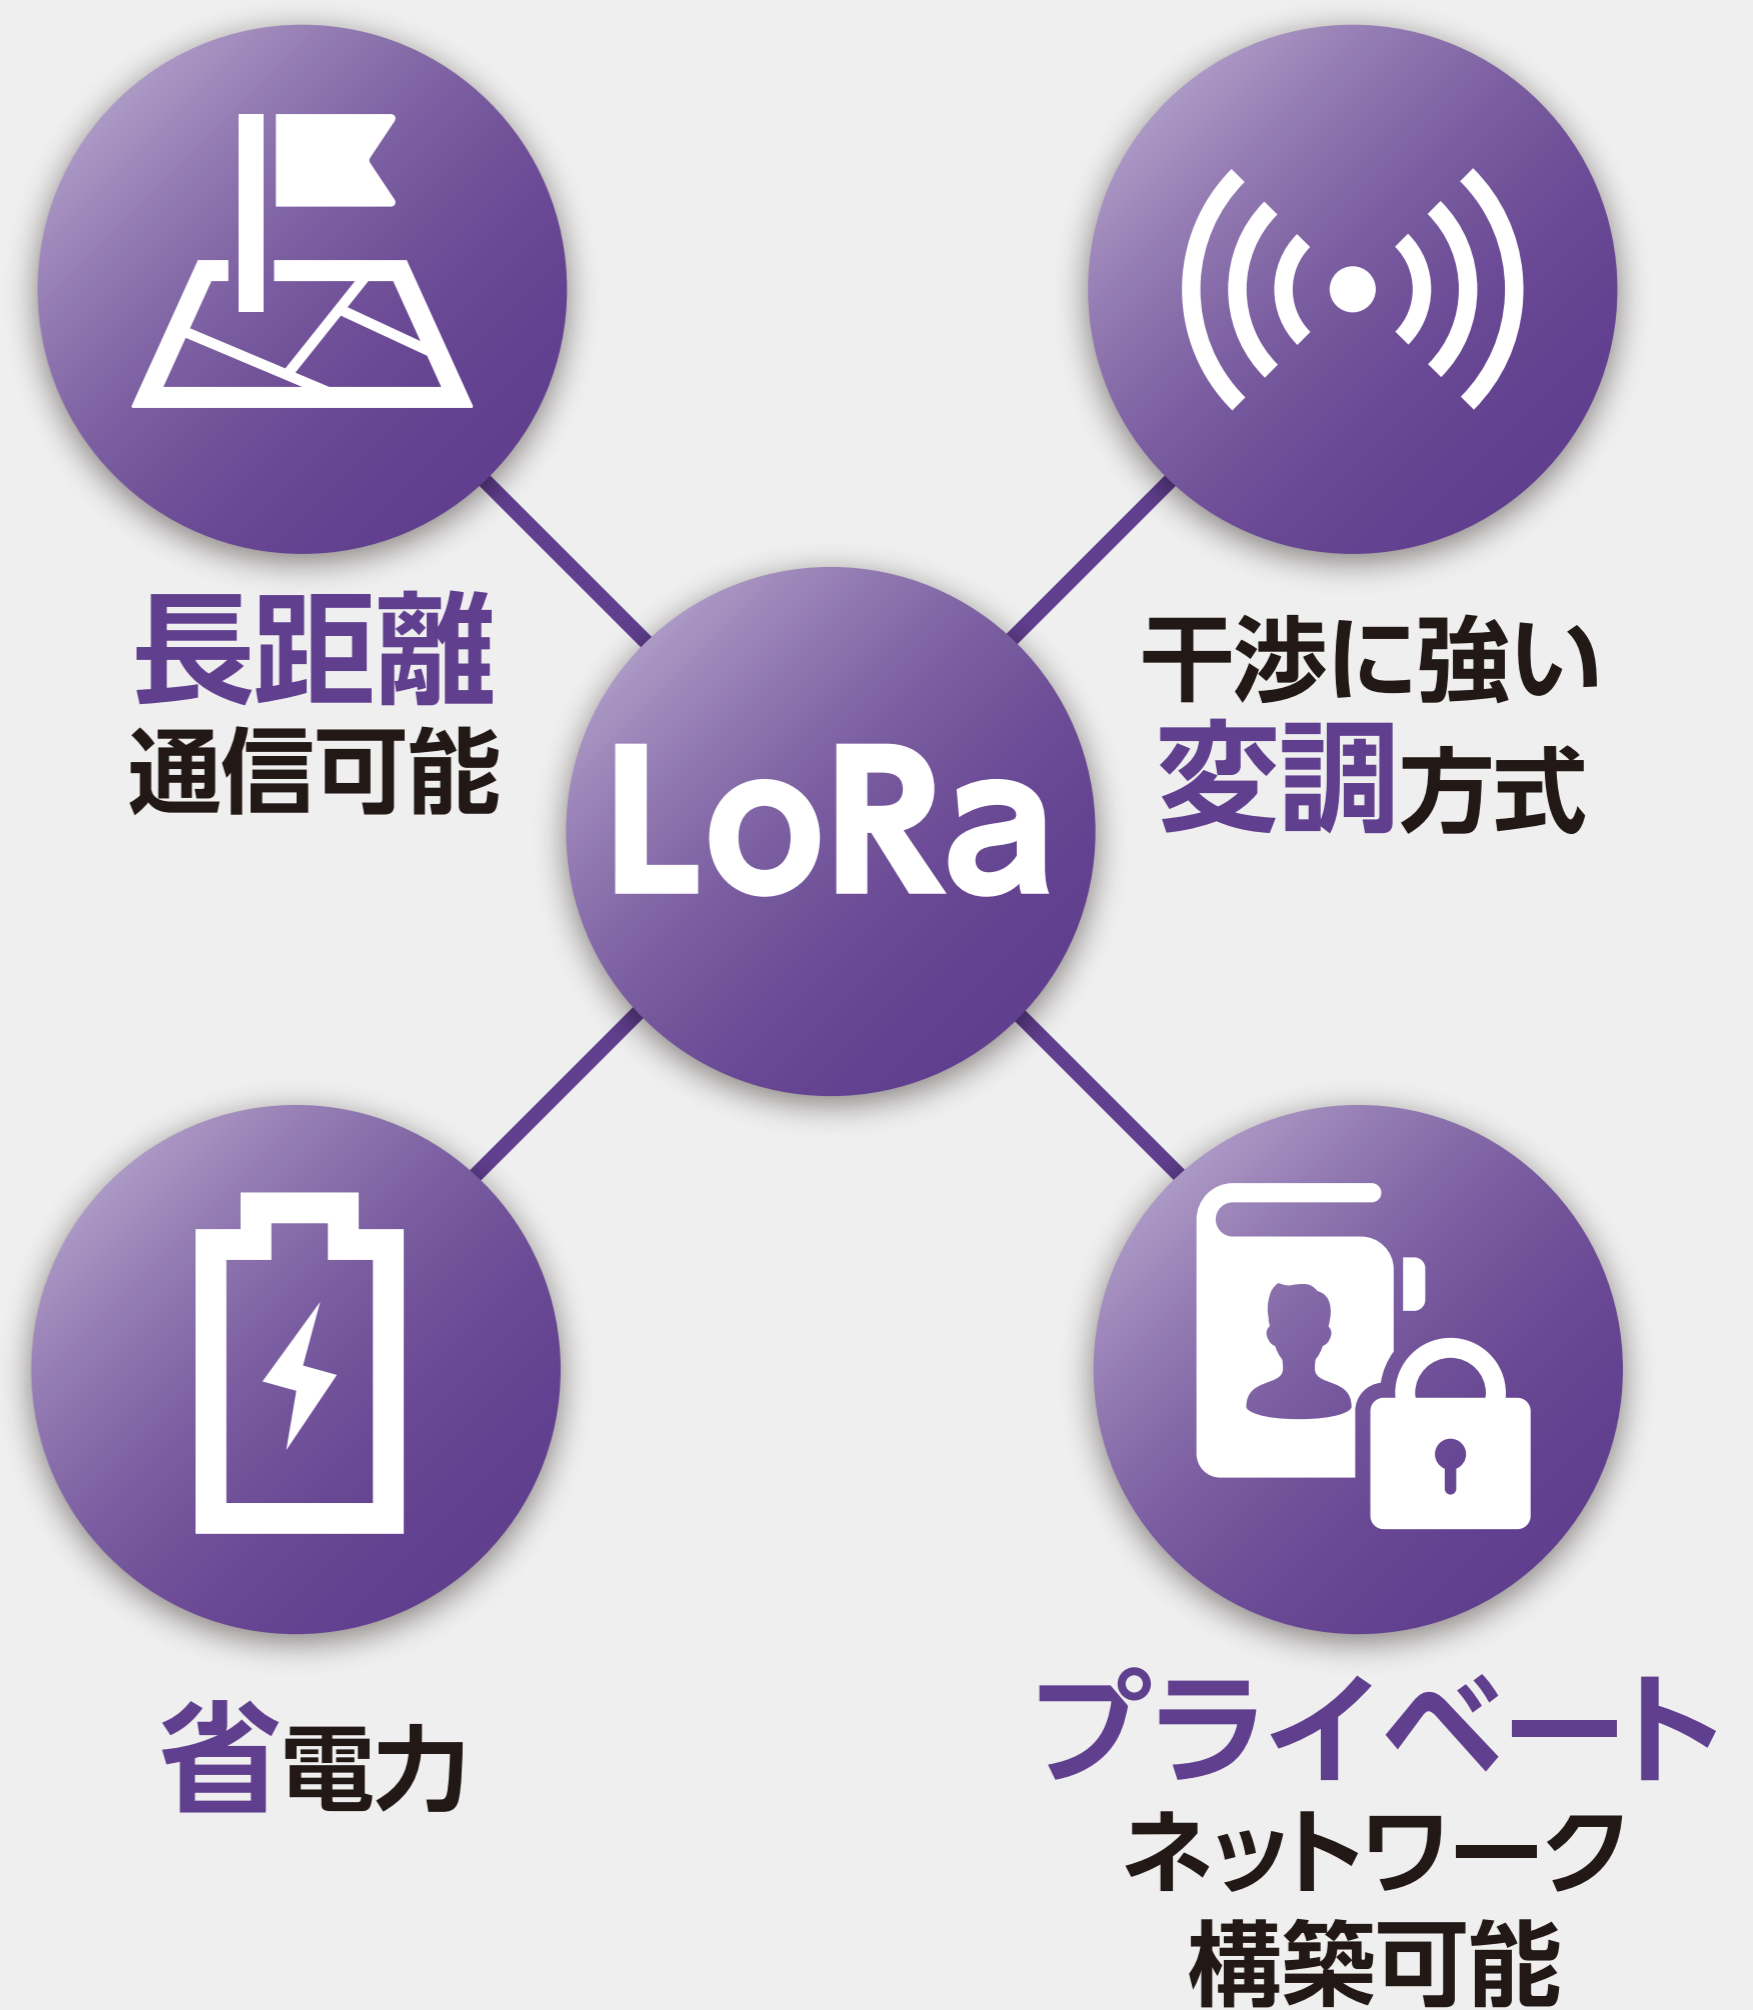 長距離
通信可能
干渉に強い
変調方式
LoRa
省電力
プライベート
ネットワーク
構築可能